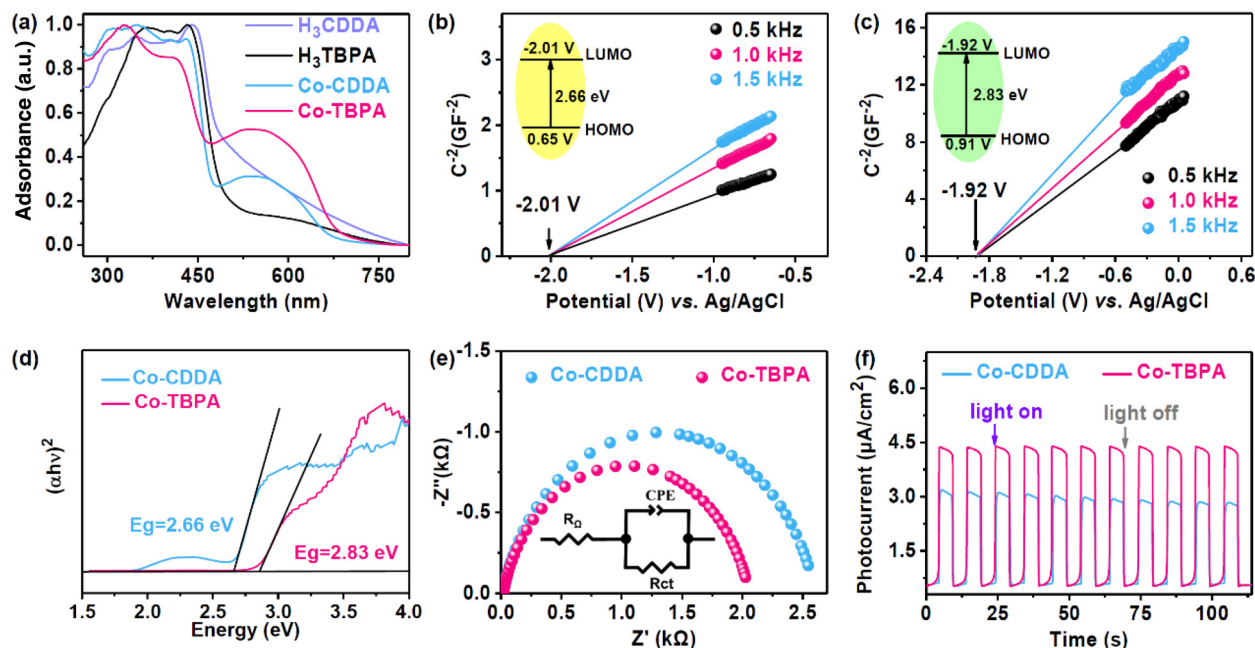 (a)
H₃CDDA
H₃TBPA
Co-CDDA
Co-TBPA
Adsorbance (a.u.)
1.0
0.8
0.6
0.4
0.2
0.0
300
450
600
750
Wavelength (nm)
(b)
0.5 kHz
1.0 kHz
1.5 kHz
-2.01 V
LUMO
2.66 eV
HOMO
0.65 V
-2.01 V
C⁻²(GF⁻²)
3
2
1
0
-2.0
-1.5
-1.0
-0.5
Potential (V) vs. Ag/AgCl
(c)
-1.92 V
LUMO
2.83 eV
HOMO
0.91 V
0.5 kHz
1.0 kHz
1.5 kHz
-1.92 V
C⁻²(GF⁻²)
16
12
8
4
0
-2.4
-1.8
-1.2
-0.6
0.0
0.6
Potential (V) vs. Ag/AgCl
(d)
Co-CDDA
Co-TBPA
Eg=2.66 eV
Eg=2.83 eV
(αhν)²
1.5
2.0
2.5
3.0
3.5
4.0
Energy (eV)
(e)
Co-CDDA
Co-TBPA
CPE
RΩ
Rct
-Z''(kΩ)
-1.5
-1.0
-0.5
0.0
0.0
0.5
1.0
1.5
2.0
2.5
Z' (kΩ)
(f)
Co-CDDA
Co-TBPA
light on
light off
Photocurrent (μA/cm²)
6.0
4.5
3.0
1.5
0
25
50
75
100
Time (s)